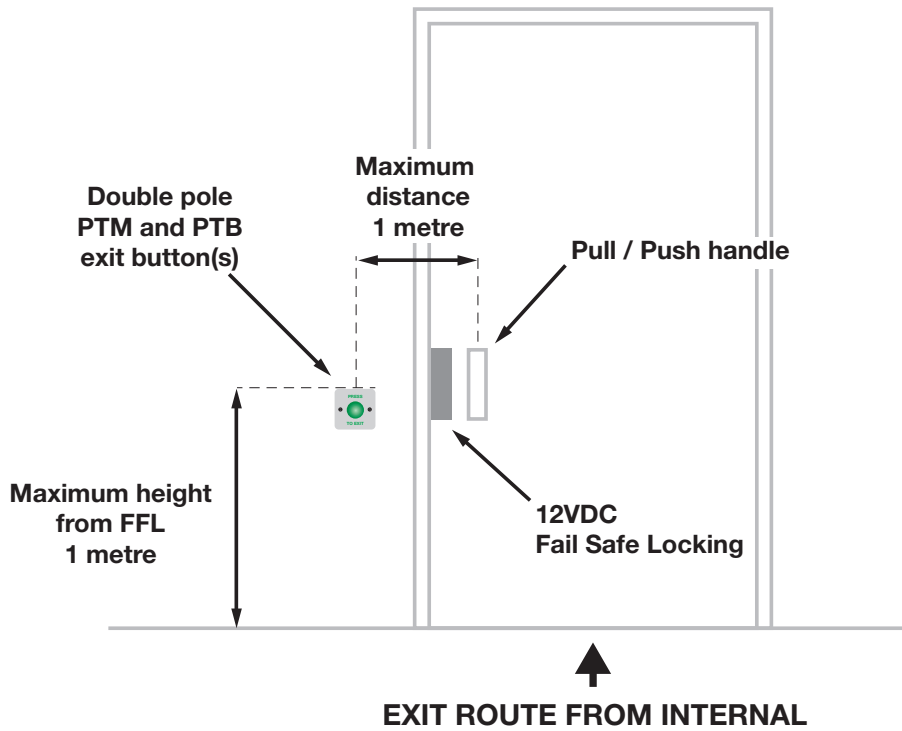 Maximum
distance
1 metre
Double pole
PTM and PTB
exit button(s)
Pull / Push handle
PRESS
TO EXIT
Maximum height
from FFL
1 metre
12VDC
Fail Safe Locking
EXIT ROUTE FROM INTERNAL